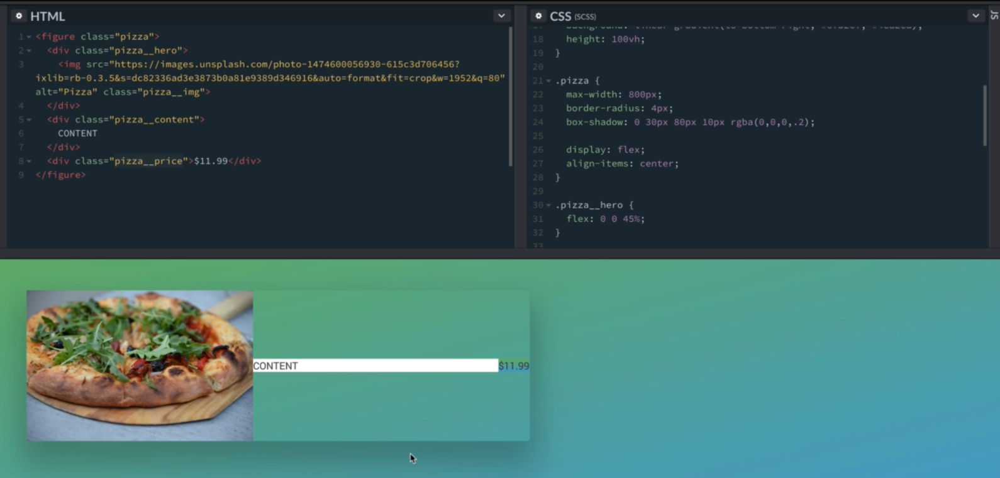 HTML
1 <figure class="pizza">
2 <div class="pizza__hero">
3 <img src="https://images.unsplash.com/photo-1474600056930-615c3d706456?
ixlib=rb-0.3.5&s=dc82336ad3e3873b0a81e9389d346916&auto=format&fit=crop&w=1952&q=80"
alt="Pizza" class="pizza__img">
4 </div>
5 <div class="pizza__content">
6 CONTENT
7 </div>
8 <div class="pizza__price">$11.99</div>
9 </figure>
CSS (SCSS)
18 height: 100vh;
19 }
20
21 .pizza {
22 max-width: 800px;
23 border-radius: 4px;
24 box-shadow: 0 30px 80px 10px rgba(0,0,0,.2);
25
26 display: flex;
27 align-items: center;
28 }
29
30 .pizza__hero {
31 flex: 0 0 45%;
32 }
33
JS
CONTENT
$11.99